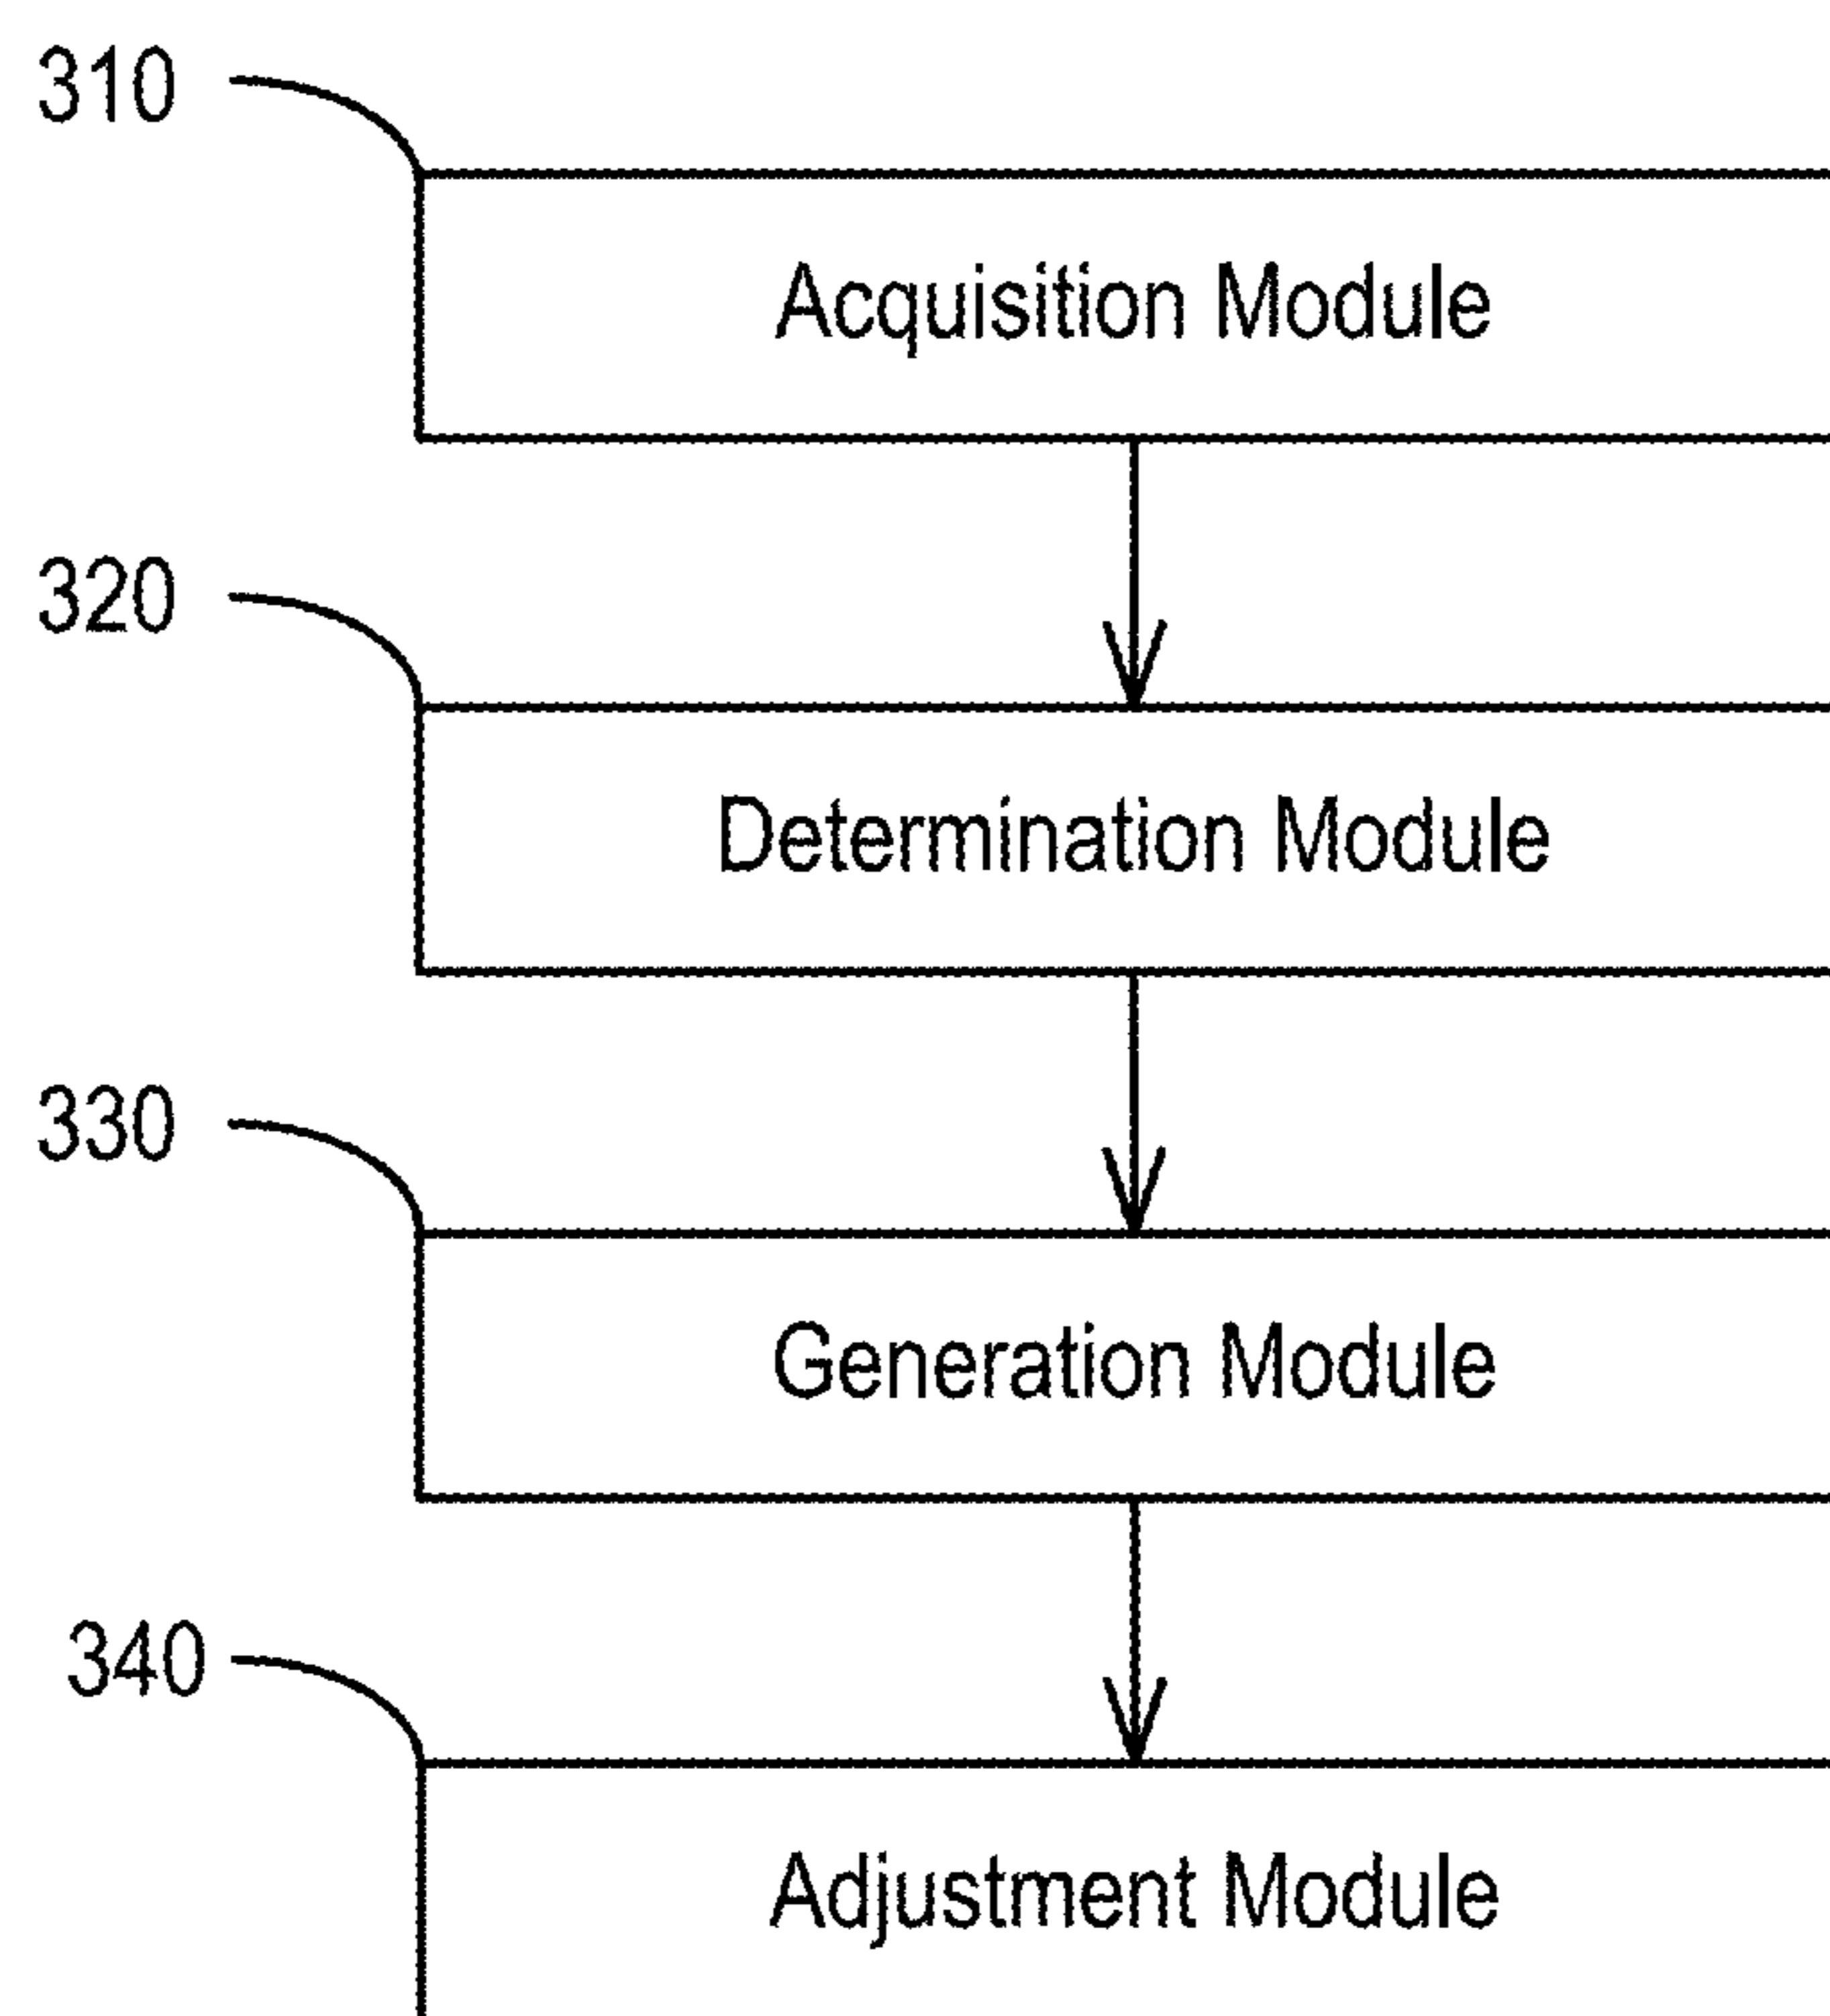 310
Acquisition Module
320
Determination Module
330
Generation Module
340
Adjustment Module